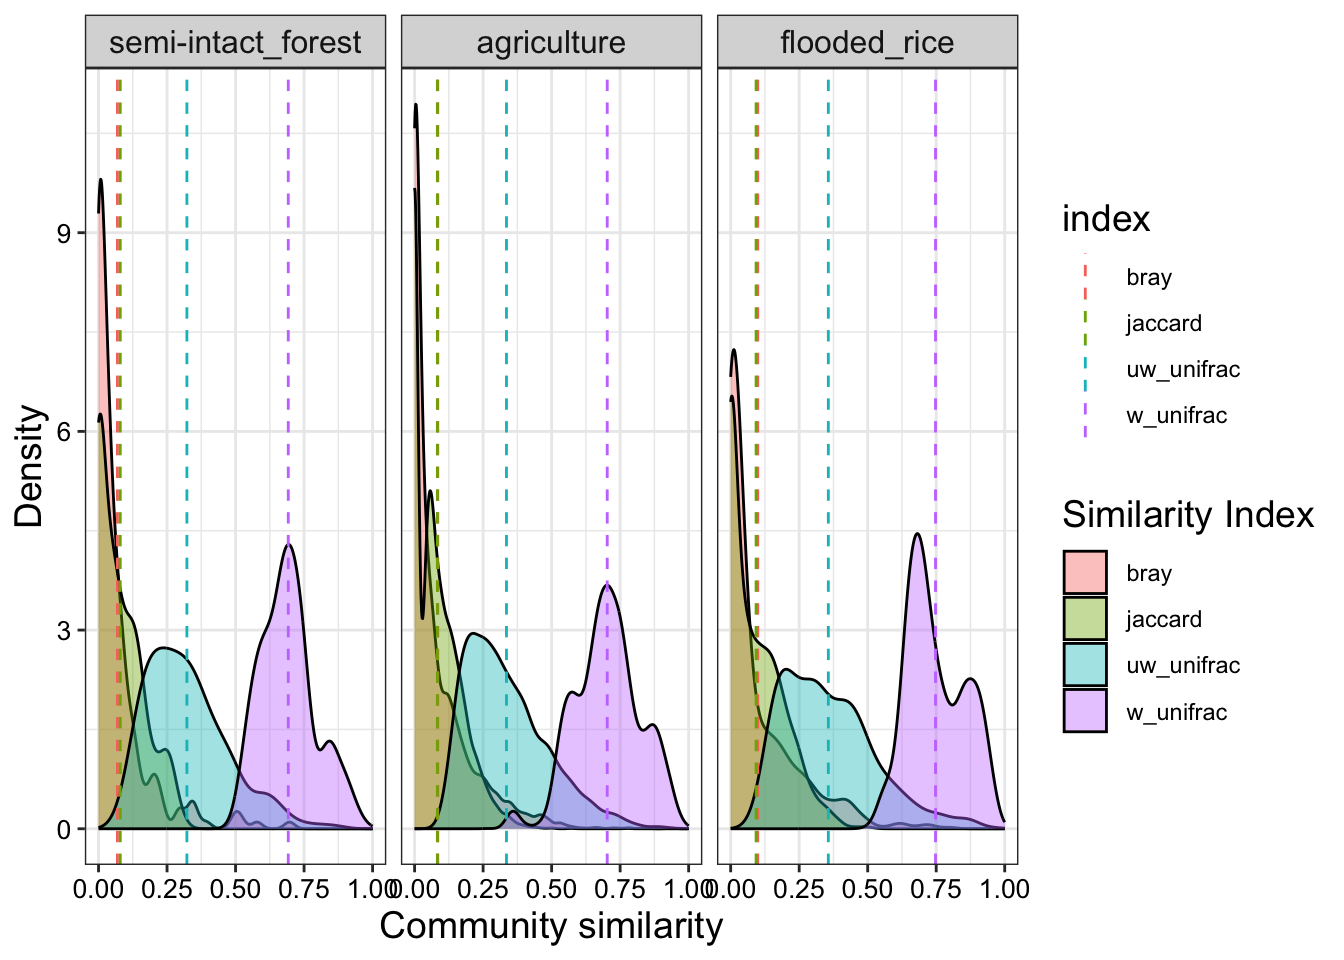 semi-intact_forest
agriculture
flooded_rice
Density
9
6
3
0
0.00 0.25 0.50 0.75 1.00
0.00 0.25 0.50 0.75 1.00
0.00 0.25 0.50 0.75 1.00
Community similarity
index
bray
jaccard
uw_unifrac
w_unifrac
Similarity Index
bray
jaccard
uw_unifrac
w_unifrac